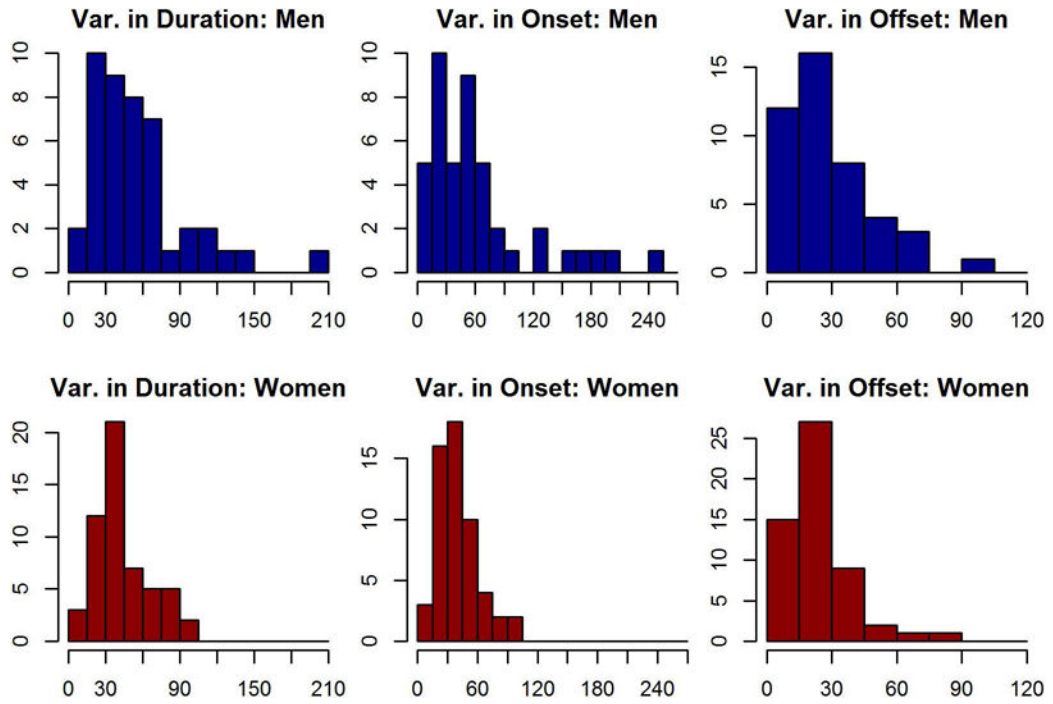 Var. in Duration: Men
0 2 4 6 8 10
0 30 90 150 210
Var. in Onset: Men
0 2 4 6 8 10
0 60 120 180 240
Var. in Offset: Men
0 5 10 15
0 30 60 90 120
Var. in Duration: Women
0 5 10 15 20
0 30 90 150 210
Var. in Onset: Women
0 5 10 15
0 60 120 180 240
Var. in Offset: Women
0 5 10 15 20 25
0 30 60 90 120